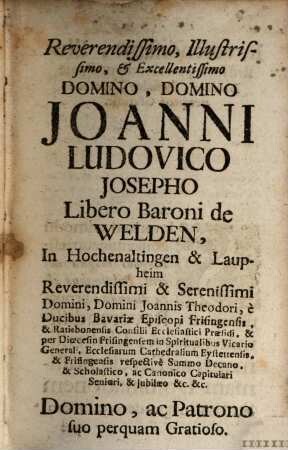 Reverendissimo, Illustris-
simo, & Excellentissimo
DOMINO, DOMINO
JOANNI
LUDOVICO
JOSEPHO
Libero Baroni de
WELDEN,
In Hochenaltingen & Laup-
heim
Reverendissimi & Serenissimi
Domini, Domini Joannis Theodori, è
Ducibus Bavariæ Episcopi Frisingensis,
& Ratisbonensis Consilii Ecclesiastici Præsidi, &
per Diœcesin Frisingensem in Spiritualibus Vicario
Generali, Ecclesiarum Cathedralium Eystettensis,
& Frisingensis respectivè Summo Decano,
& Scholastico, ac Canonico Capitulari
Seniori, & Jubilæo &c. &c.
Domino, ac Patrono
suo perquam Gratioso.